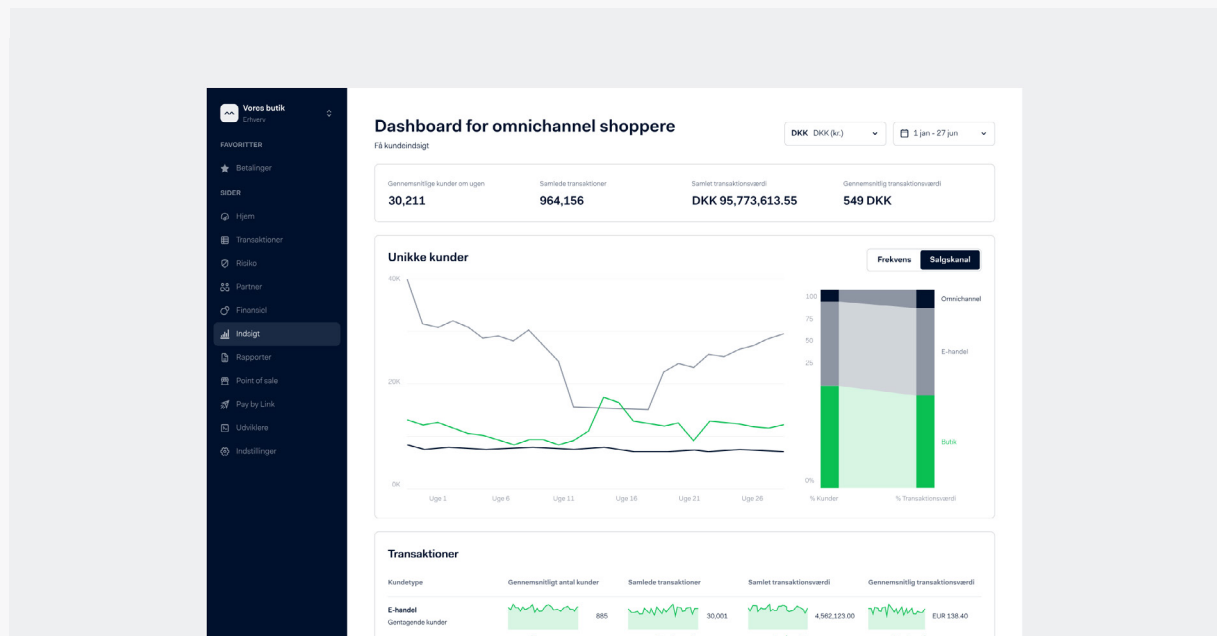 Vores butik
Erhverv
FAVORITTER
Betalinger
SIDER
Hjem
Transaktioner
Risiko
Partner
Finansiel
Indsigt
Rapporter
Point of sale
Pay by Link
Udviklere
Indstillinger
Dashboard for omnichannel shoppere
Få kundeindsigt
DKK DKK (kr.)
1 jan - 27 jun
Gennemsnitlige kunder om ugen
30,211
Samlede transaktioner
964,156
Samlet transaktionsværdi
DKK 95,773,613.55
Gennemsnitlig transaktionsværdi
549 DKK
Unikke kunder
Frekvens
Salgskanal
40K
20K
0K
Uge 1
Uge 6
Uge 11
Uge 16
Uge 21
Uge 26
100
75
50
25
0%
Omnichannel
E-handel
Butik
% Kunder
% Transaktionsværdi
Transaktioner
Kundetype
Gennemsnitligt antal kunder
Samlede transaktioner
Samlet transaktionsværdi
Gennemsnitlig transaktionsværdi
E-handel
Gentagende kunder
885
30,001
4,562,123.00
EUR 138.40